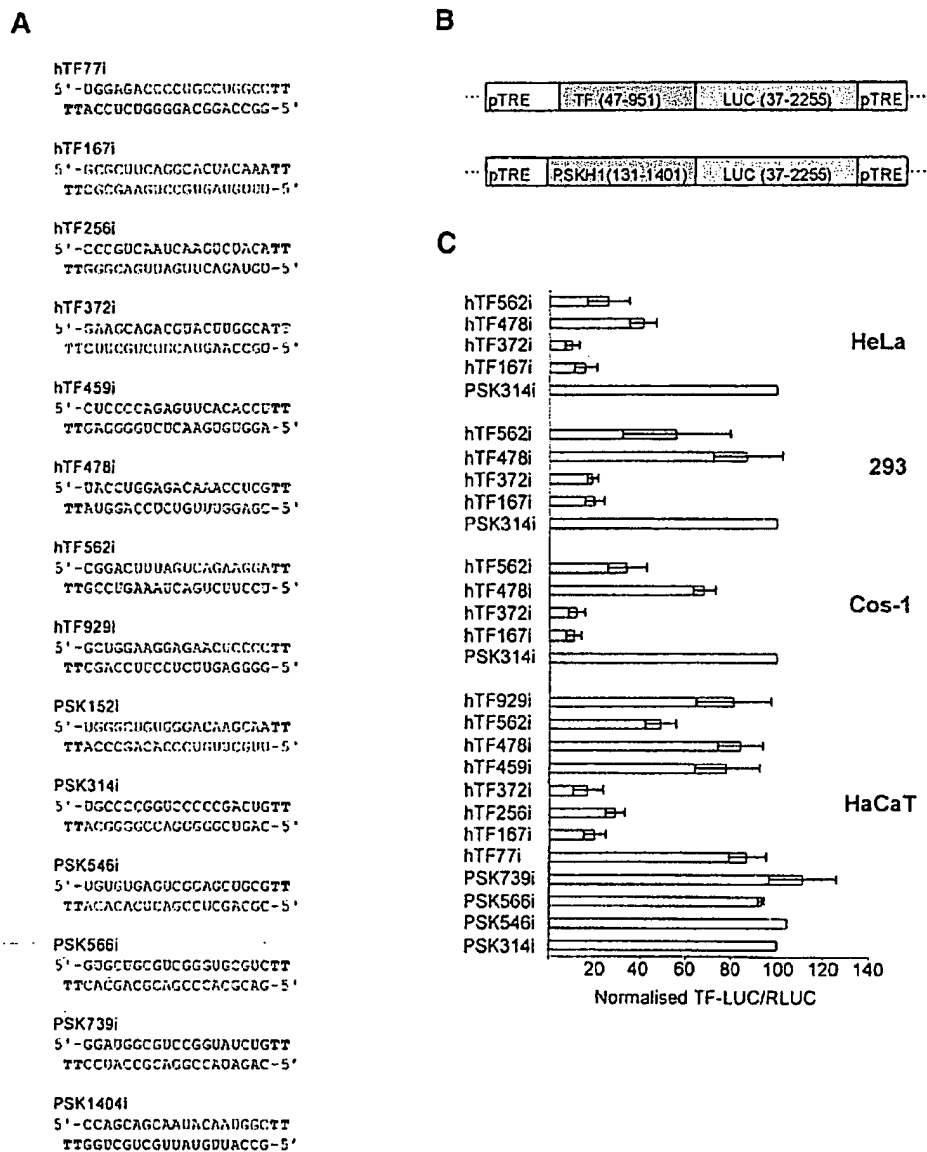 A
hTF77i
5'-UGGAGACCCCUGCCUGGCCTT
TTACCUCUGGGGACGGACCGG-5'
hTF167i
5'-GCGCUUCAGGCACUACAAATT
TTCGCGAAGUCCGUGAUGUUU-5'
hTF256i
5'-CCCGUCAAUCAAGUCUACATT
TTGGGCAGUUAGUUCAGAUGU-5'
hTF372i
5'-GAAGCAGACGUACUUGGCATT
TTCUUCGUCUGCAUGAACCGU-5'
hTF459i
5'-CUCCCCAGAGUUCACACCUTT
TTGAGGGGUCUCAAGUGUGGA-5'
hTF478i
5'-UACCUGGAGACAAACCUCGTT
TTAUGGACCUCUGUUUGGAGC-5'
hTF562i
5'-CGGACUUUAGUCAGAAGGATT
TTGCCUGAAAUCAGUCUUCCU-5'
hTF929i
5'-GCUGGAAGGAGAACUCCCCTT
TTCGACCUUCCUCUUGAGGGG-5'
PSK152i
5'-UGGGCUGUGGGACAAGCAATT
TTACCCGACACCCUGUUCGUU-5'
PSK314i
5'-UGCCCCGGUCCCCCGACUGTT
TTACGGGGCCAGGGGGCUGAC-5'
PSK546i
5'-UGUGUGAGUCGGAGCUGCGTT
TTACACACUCAGCCUCGACGC-5'
PSK566i
5'-GUGCUGCGUCGGGUGCGUCTT
TTCACGACGCAGCCCACGCAG-5'
PSK739i
5'-GGAUGGCGUCCGGUAUCUGTT
TTCCUACCGCAGGCCAUAGAC-5'
PSK1404i
5'-CCAGCAGCAAUACAAUGGCTT
TTGGUCGUCGUUAUGUUACCG-5'
B
... pTRE TF (47-951) LUC (37-2255) pTRE ...
... pTRE PSKH1(131-1401) LUC (37-2255) pTRE ...
C
hTF562i
hTF478i
hTF372i
hTF167i
PSK314i
HeLa
hTF562i
hTF478i
hTF372i
hTF167i
PSK314i
293
hTF562i
hTF478i
hTF372i
hTF167i
PSK314i
Cos-1
hTF929i
hTF562i
hTF478i
hTF459i
hTF372i
hTF256i
hTF167i
hTF77i
PSK739i
PSK566i
PSK546i
PSK314i
HaCaT
20 40 60 80 100 120 140
Normalised TF-LUC/RLUC